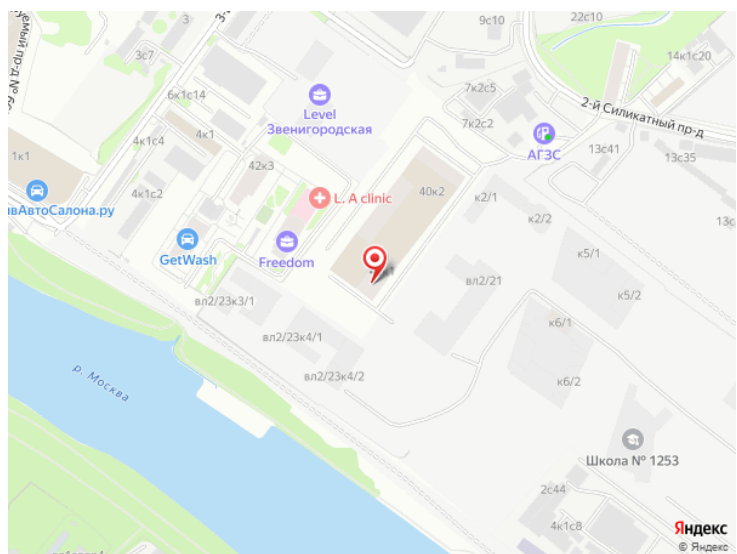 9с10
22с10
3
14к1с20
3с7
6к1с14
Level
Звенигородская
7к2с5
7к2с2
2-й Силикатный пр-д
АГЗС
13с41
13с35
4к1с4
4к1
1к1
42к3
4к1с2
L. A clinic
40к2
к2/1
к2/2
ивАвтоСалона.ру
GetWash
Freedom
к5/1
вл2/21
к5/2
вл2/23к3/1
вл2/23к4/1
к6/1
вл2/23к4/2
к6/2
р. Москва
Школа № 1253
2с44
4к1с8
Яндекс
© Яндекс